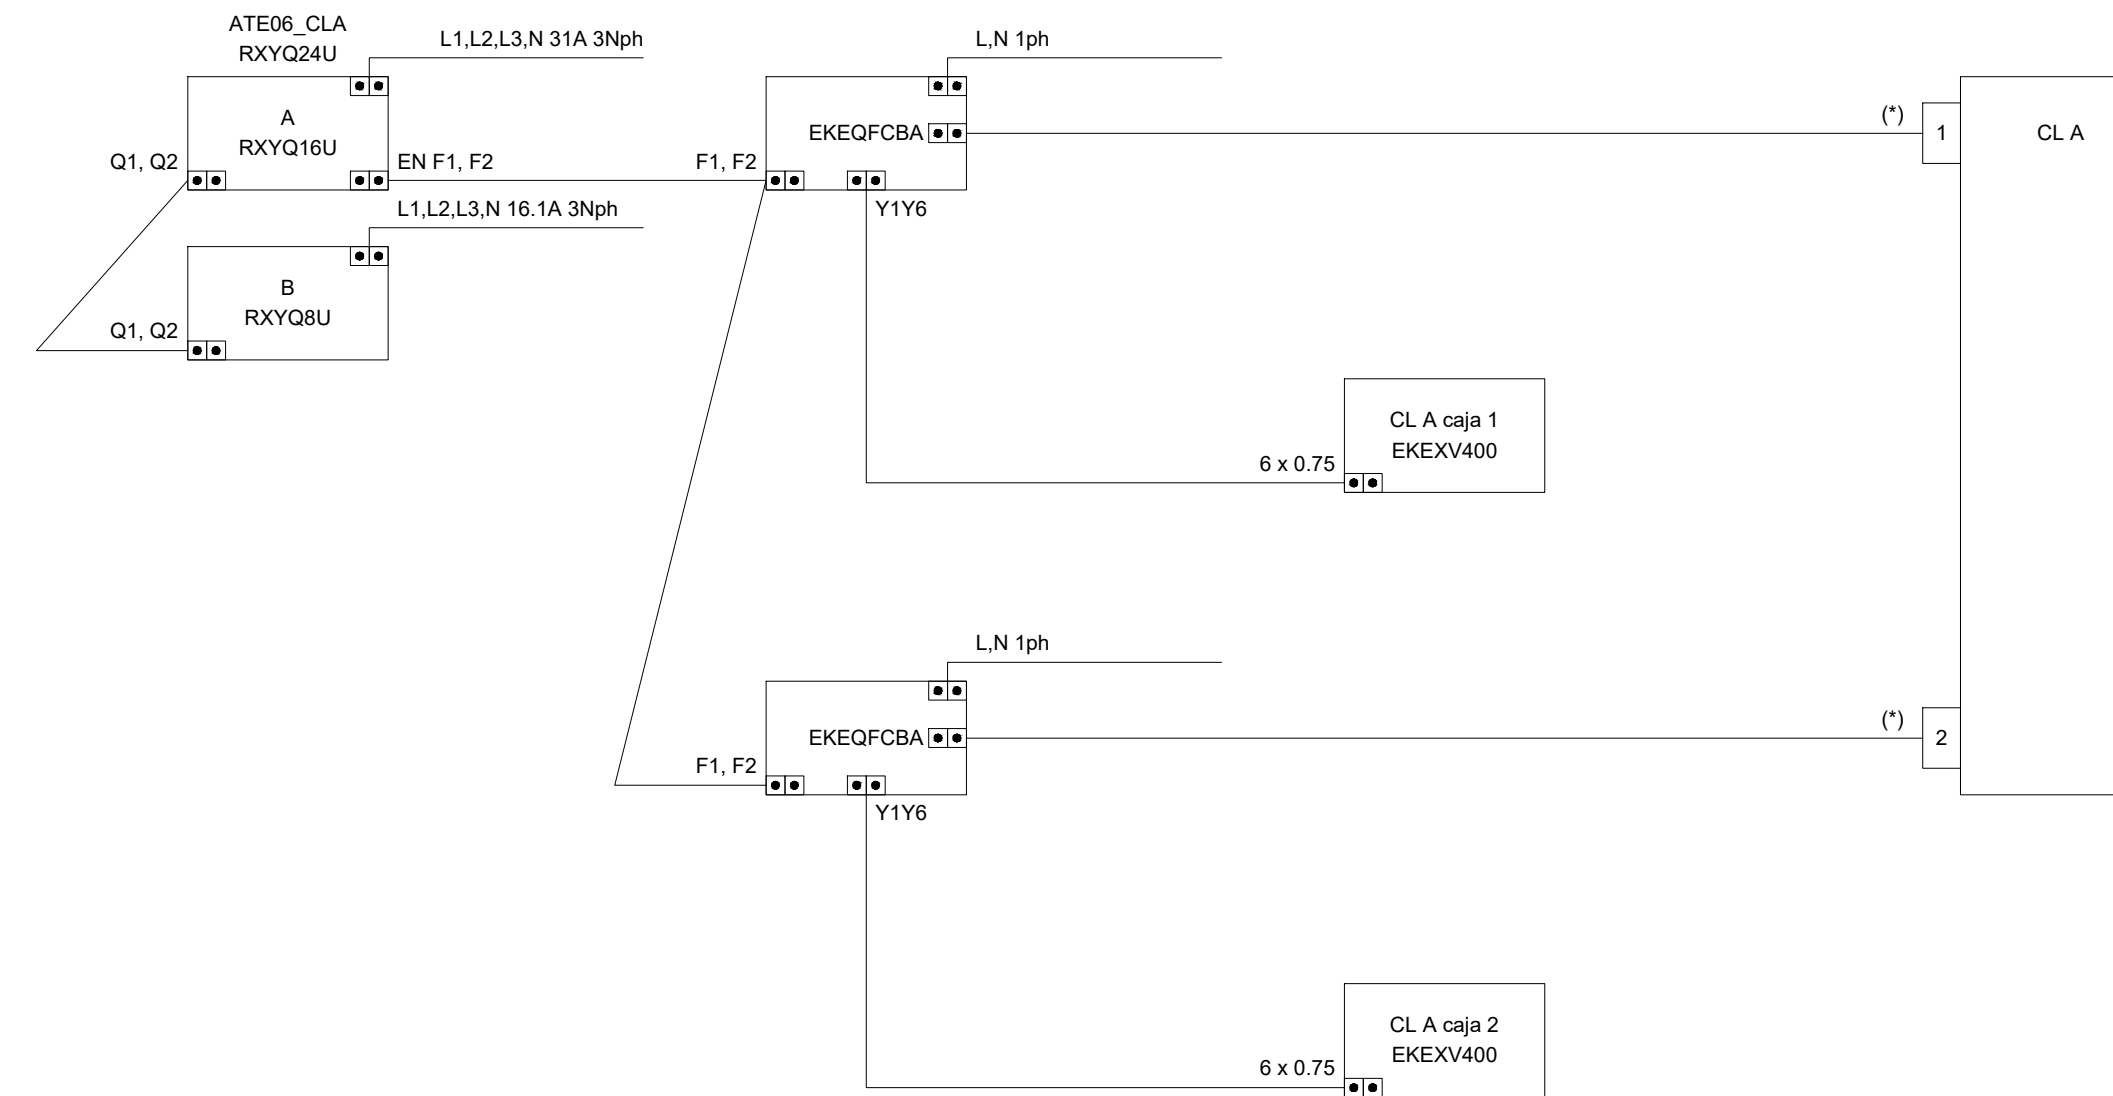 ATE06_CLA
RXYQ24U
L1,L2,L3,N 31A 3Nph
L,N 1ph
A
RXYQ16U
Q1, Q2
EN F1, F2
F1, F2
EKEQFCBA
Y1Y6
(*)
1
CL A
L1,L2,L3,N 16.1A 3Nph
B
RXYQ8U
Q1, Q2
CL A caja 1
EKEXV400
6 x 0.75
L,N 1ph
EKEQFCBA
F1, F2
Y1Y6
(*)
2
CL A caja 2
EKEXV400
6 x 0.75